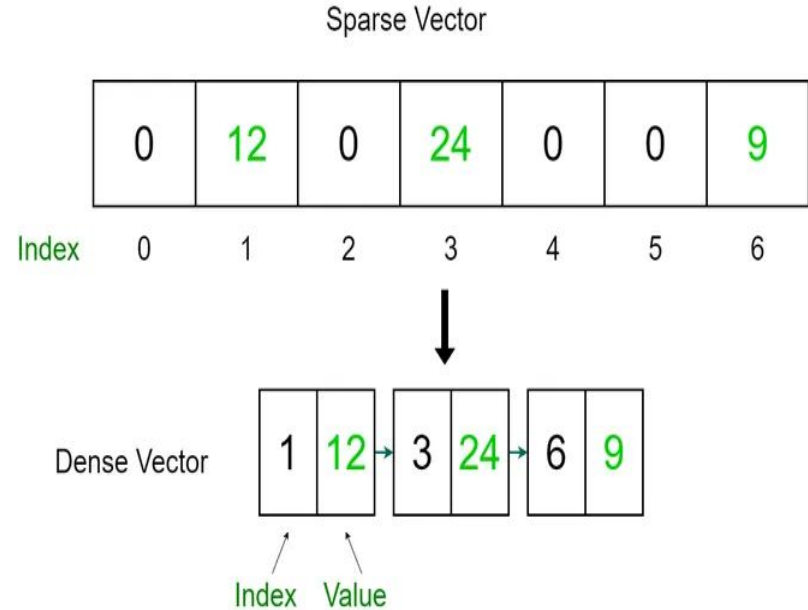 Sparse Vector
0 12 0 24 0 0 9
Index 0 1 2 3 4 5 6
Dense Vector 1 12 3 24 6 9
Index Value